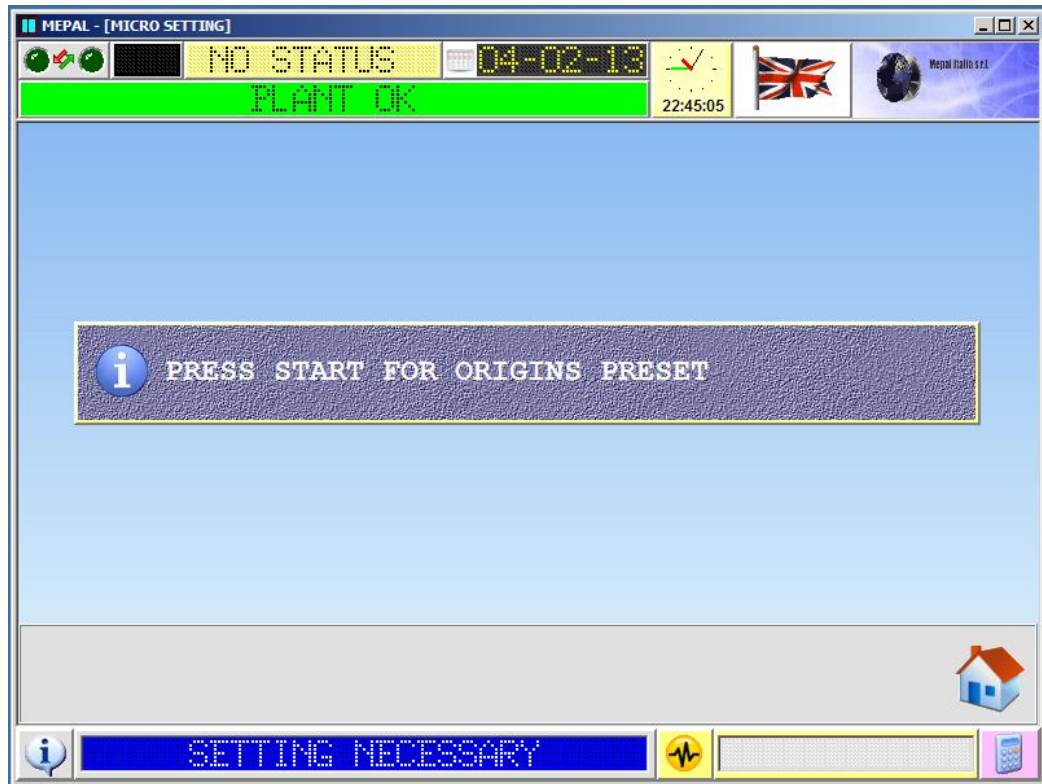 MEPAL - [MICRO SETTING]
NO STATUS
04-02-13
PLANT OK
22:45:05
Mepal Italia s.r.l.
PRESS START FOR ORIGINS PRESET
SETTING NECESSARY